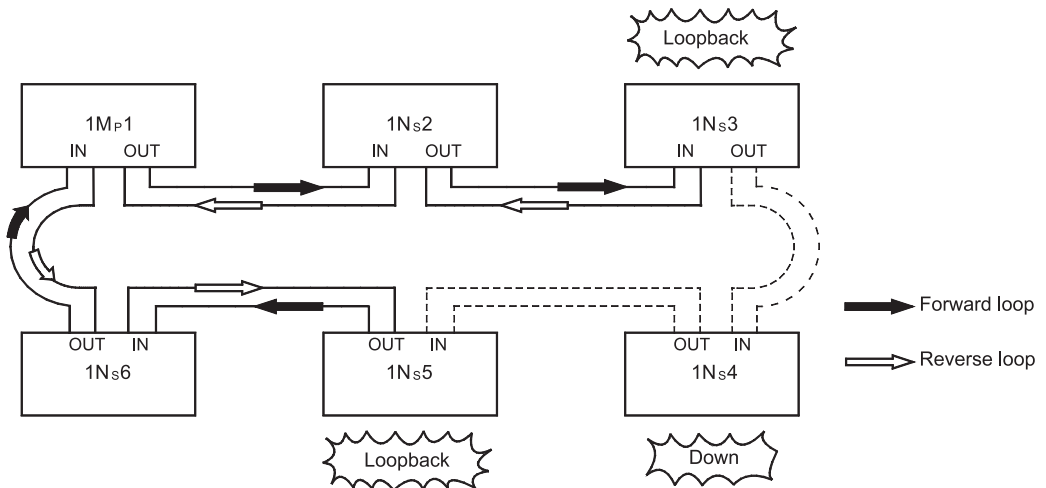 Loopback
1MP1
IN OUT
1NS2
IN OUT
1NS3
IN OUT
OUT IN
1NS6
OUT IN
1NS5
OUT IN
1NS4
Forward loop
Reverse loop
Loopback
Down